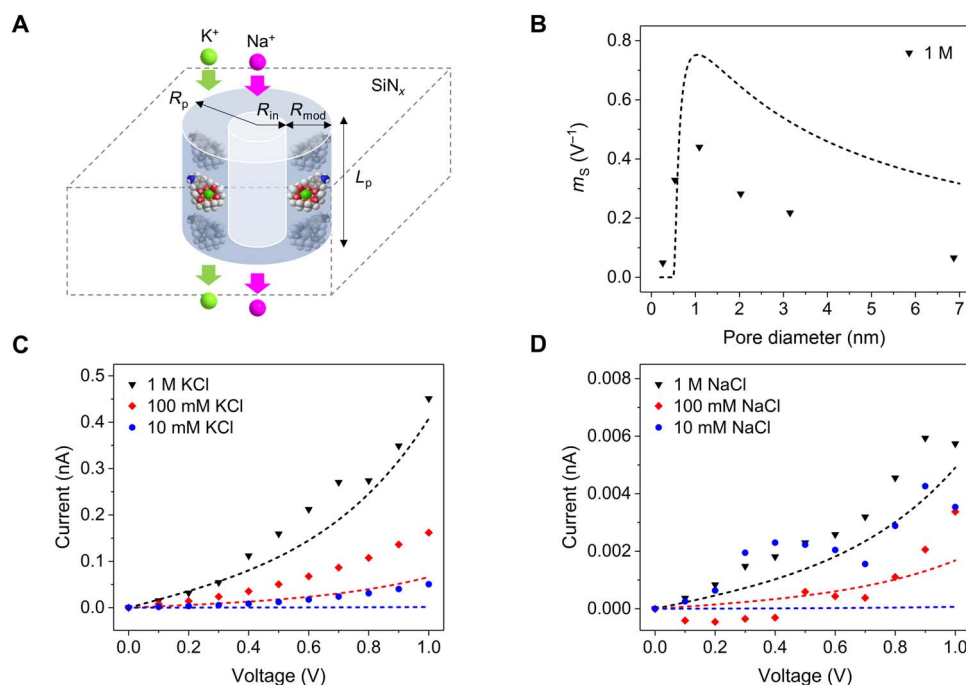 A
K+
Na+
SiNx
Rp
Rin
Rmod
Lp
B
mS (V–1)
0.8
0.6
0.4
0.2
0.0
1 M
0 1 2 3 4 5 6 7
Pore diameter (nm)
C
Current (nA)
0.5
0.4
0.3
0.2
0.1
0.0
1 M KCl
100 mM KCl
10 mM KCl
0.0 0.2 0.4 0.6 0.8 1.0
Voltage (V)
D
Current (nA)
0.008
0.006
0.004
0.002
0.000
1 M NaCl
100 mM NaCl
10 mM NaCl
0.0 0.2 0.4 0.6 0.8 1.0
Voltage (V)